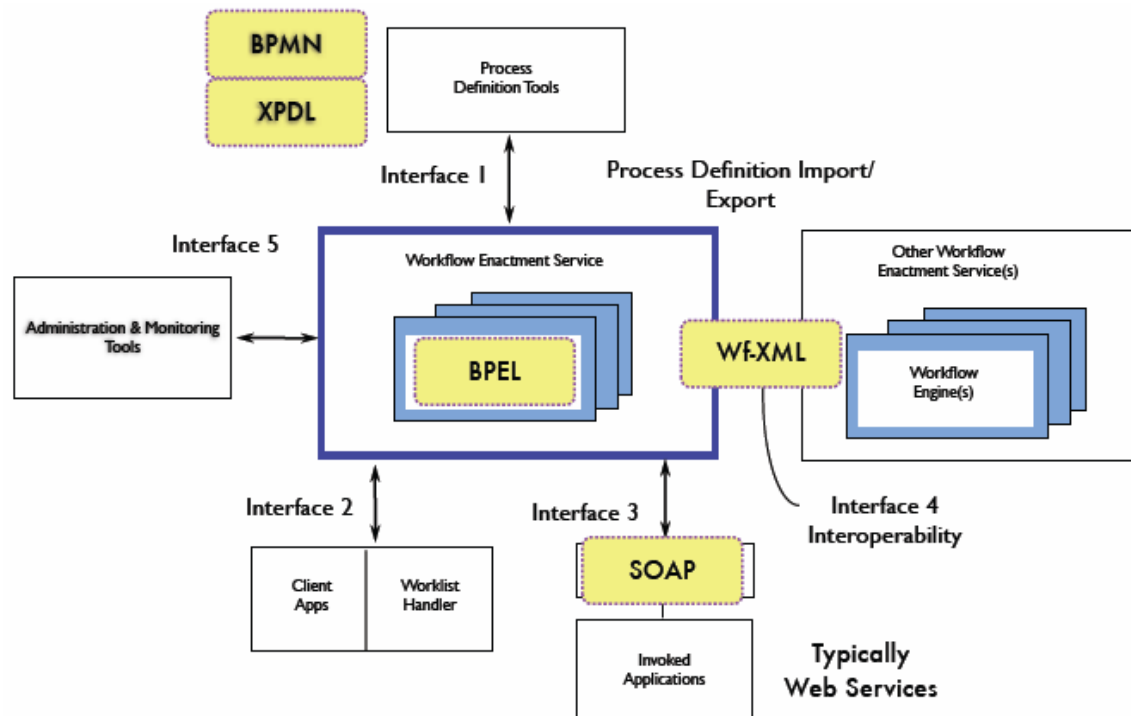 BPMN
XPDL
Process
Definition Tools
Interface 1
Process Definition Import/
Export
Interface 5
Workflow Enactment Service
Other Workflow
Enactment Service(s)
Administration & Monitoring
Tools
BPEL
Wf-XML
Workflow
Engine(s)
Interface 2
Interface 3
Interface 4
Interoperability
Client
Apps
Worklist
Handler
SOAP
Invoked
Applications
Typically
Web Services